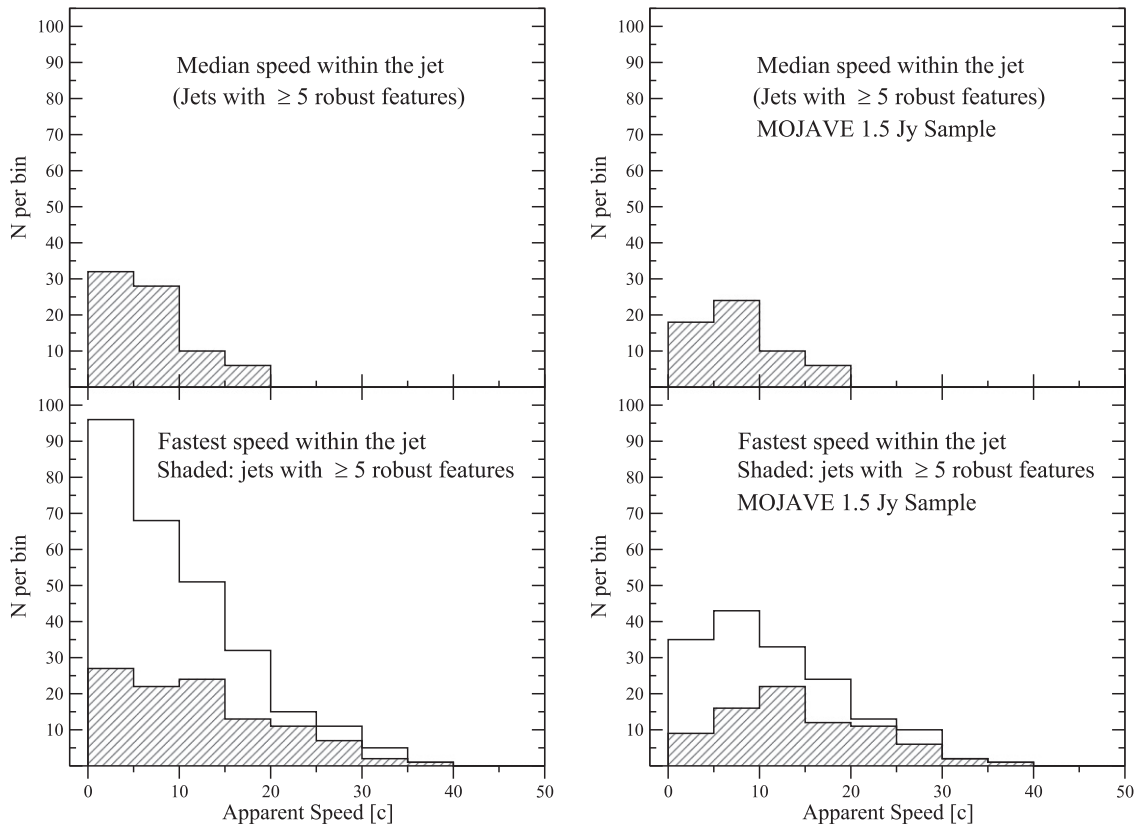 100
90
80
70
60
50
40
30
20
10
N per bin
Median speed within the jet
(Jets with ≥ 5 robust features)
100
90
80
70
60
50
40
30
20
10
N per bin
Median speed within the jet
(Jets with ≥ 5 robust features)
MOJAVE 1.5 Jy Sample
100
90
80
70
60
50
40
30
20
10
N per bin
Fastest speed within the jet
Shaded: jets with ≥ 5 robust features
0 10 20 30 40 50
Apparent Speed [c]
100
90
80
70
60
50
40
30
20
10
N per bin
Fastest speed within the jet
Shaded: jets with ≥ 5 robust features
MOJAVE 1.5 Jy Sample
0 10 20 30 40 50
Apparent Speed [c]